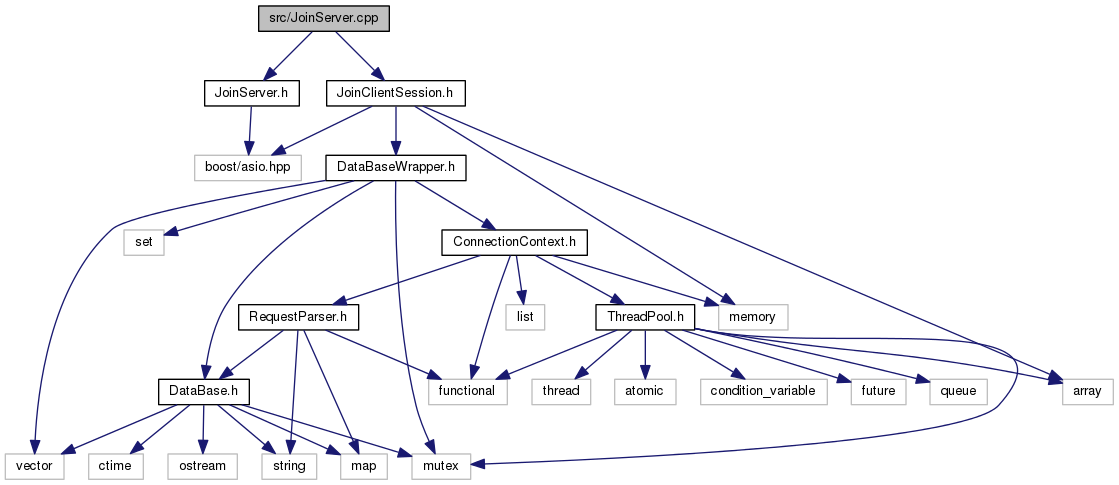 src/JoinServer.cpp
JoinServer.h
JoinClientSession.h
boost/asio.hpp
DataBaseWrapper.h
set
ConnectionContext.h
RequestParser.h
list
ThreadPool.h
memory
DataBase.h
functional
thread
atomic
condition_variable
future
queue
array
vector
ctime
ostream
string
map
mutex